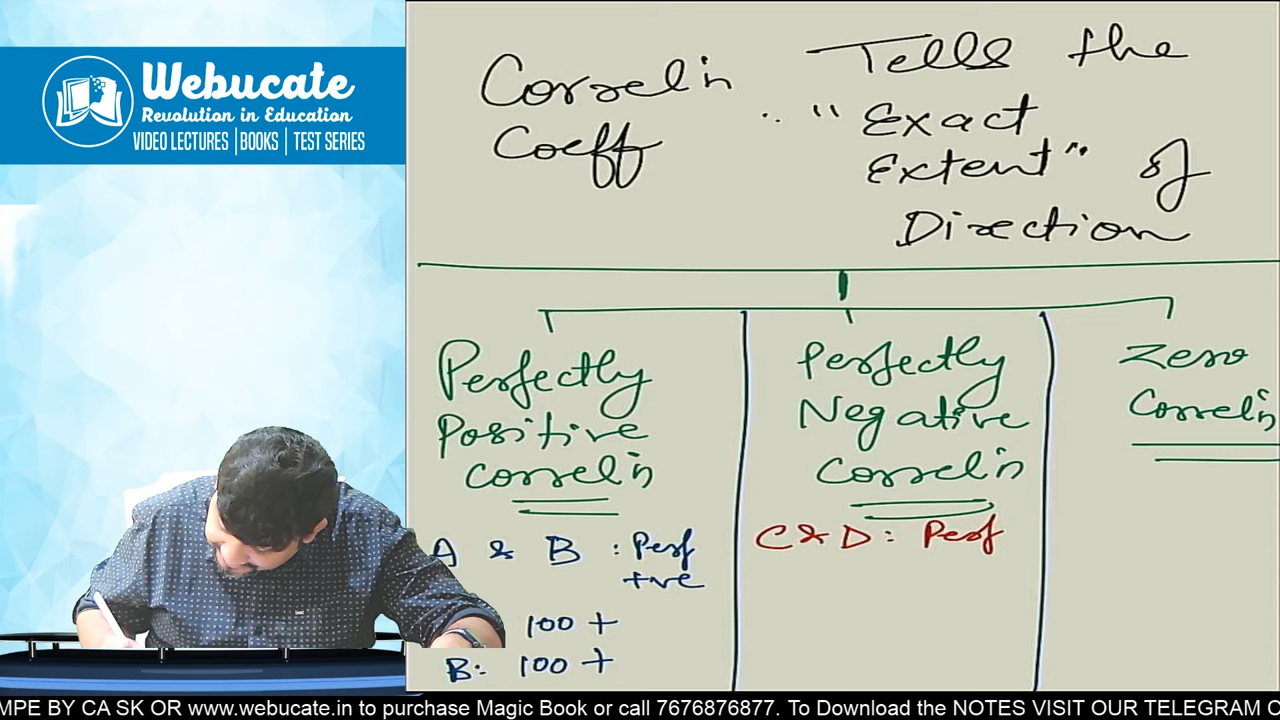 Webucate
Revolution in Education
VIDEO LECTURES | BOOKS | TEST SERIES
Correl'n
Coeff
Tells the
.. "Exact
Extent" of
Direction
Perfectly
Positive
Correl'n
Perfectly
Negative
Correl'n
Zero
Correl'n
A & B : Perf
+ve
100 +
B: 100 +
C & D : Perf
MPE BY CA SK OR www.webucate.in to purchase Magic Book or call 7676876877. To Download the NOTES VISIT OUR TELEGRAM C